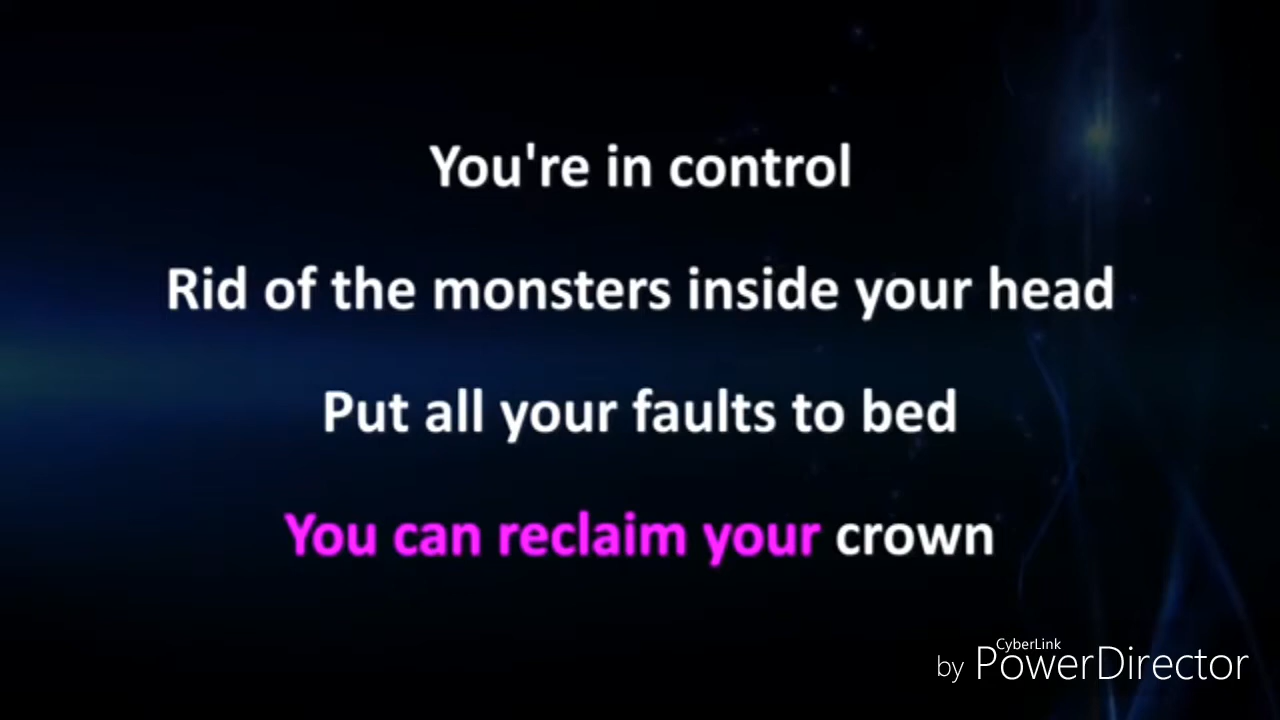 You're in control
Rid of the monsters inside your head
Put all your faults to bed
You can reclaim your crown
CyberLink
by PowerDirector